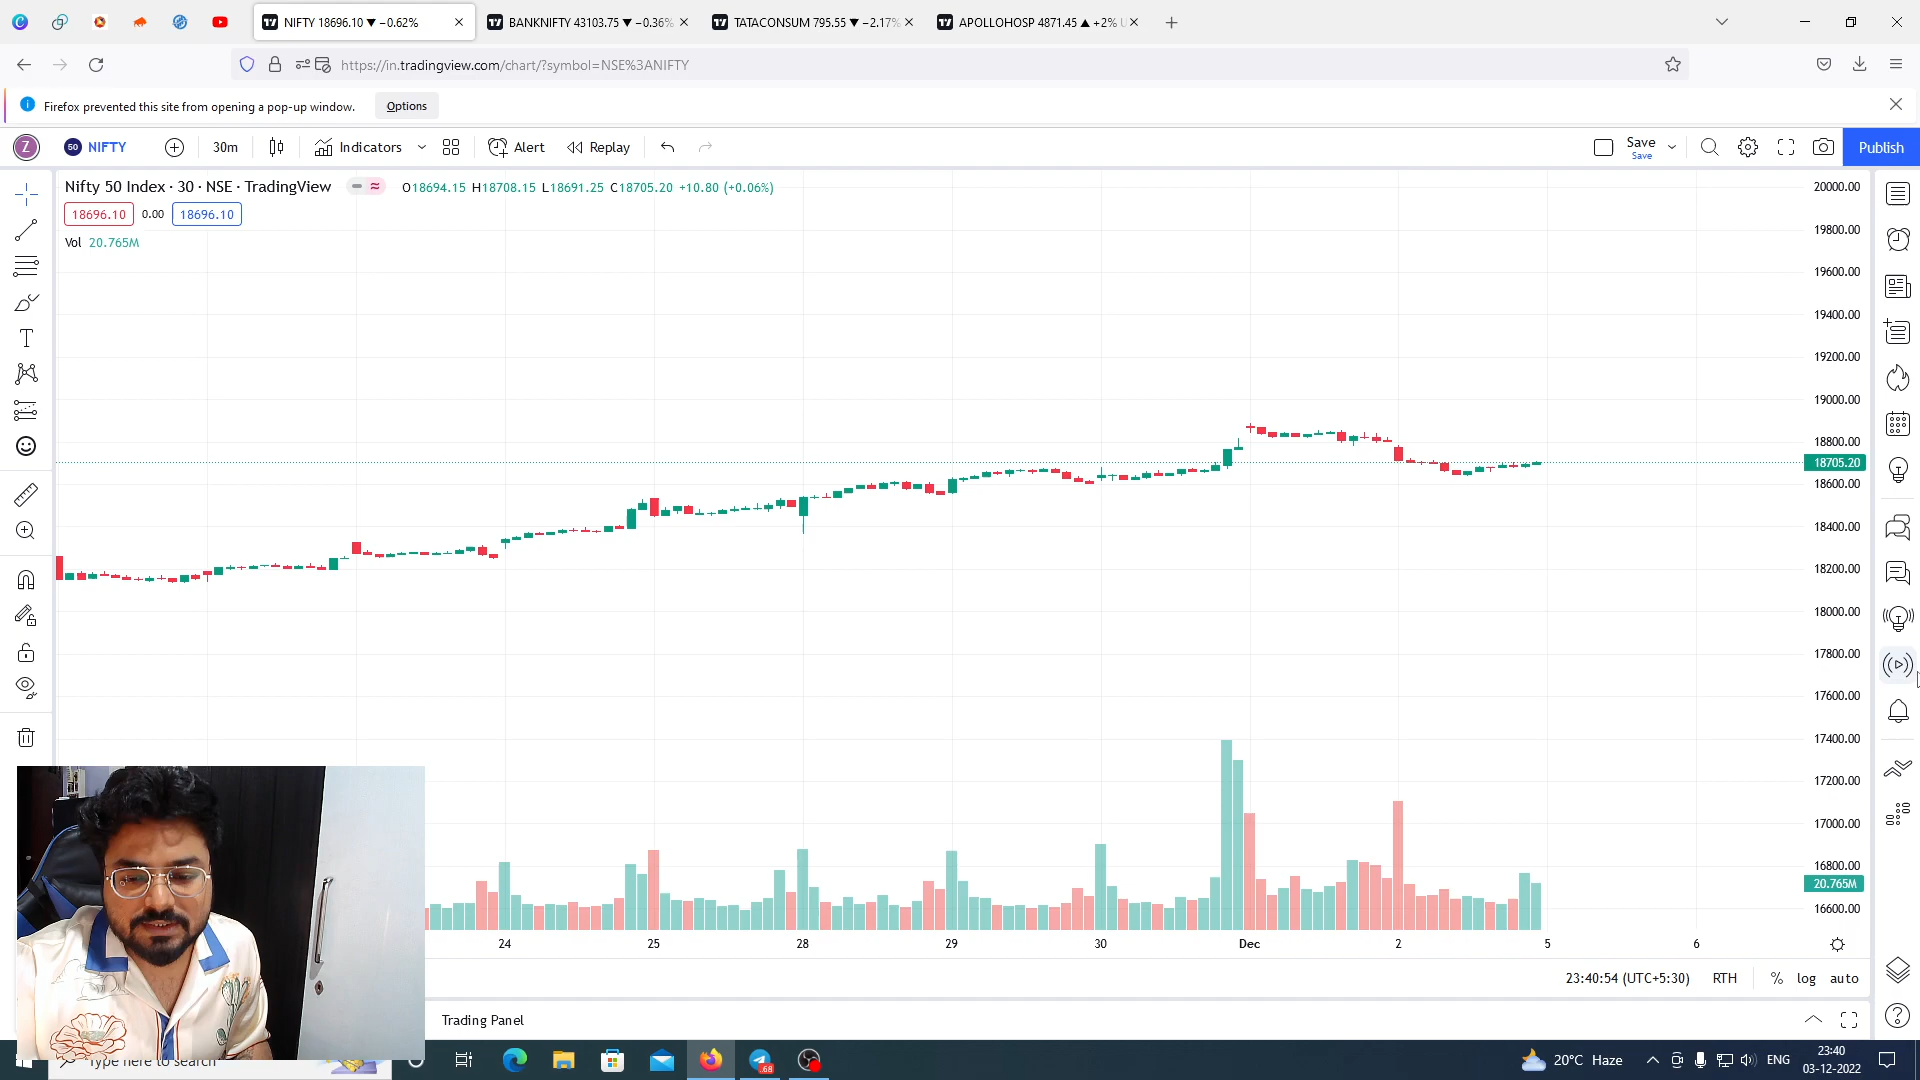 NIFTY 18696.10 ▼ −0.62%
BANKNIFTY 43103.75 ▼ −0.36%
TATACONSUM 795.55 ▼ −2.17%
APOLLOHOSP 4871.45 ▲ +2% U
https://in.tradingview.com/chart/?symbol=NSE%3ANIFTY
Firefox prevented this site from opening a pop-up window. Options
Z 50 NIFTY 30m Indicators Alert Replay Save Save Publish
Nifty 50 Index · 30 · NSE · TradingView O18694.15 H18708.15 L18691.25 C18705.20 +10.80 (+0.06%)
18696.10 0.00 18696.10
Vol 20.765M
20000.00
19800.00
19600.00
19400.00
19200.00
19000.00
18800.00
18705.20
18600.00
18400.00
18200.00
18000.00
17800.00
17600.00
17400.00
17200.00
17000.00
16800.00
20.765M
16600.00
24 25 28 29 30 Dec 2 5 6
23:40:54 (UTC+5:30) RTH % log auto
Trading Panel
Type here to search
.68
20°C Haze ENG 23:40
03-12-2022